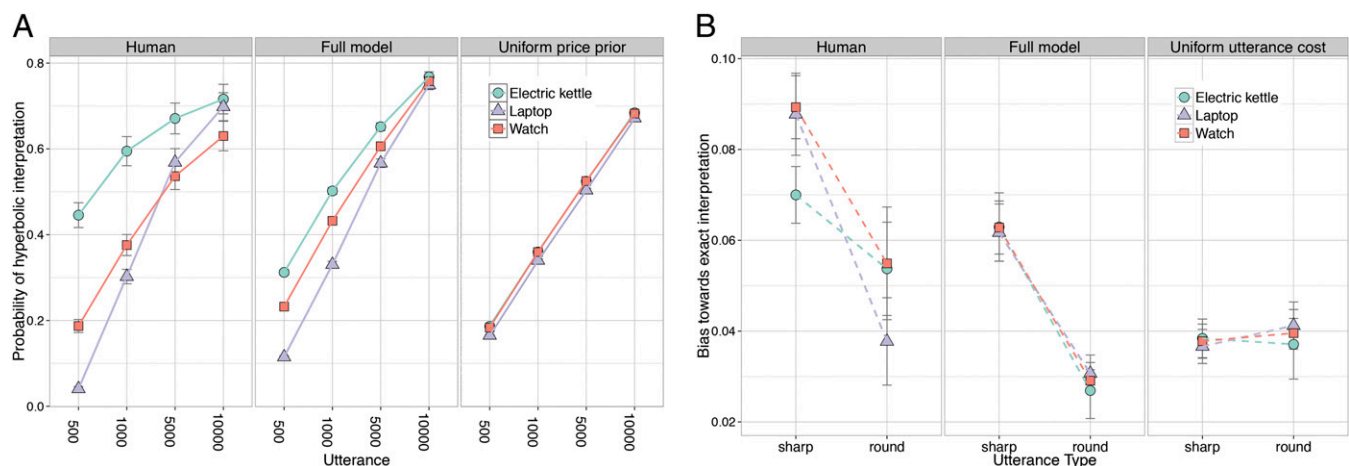 A
Human
Full model
Uniform price prior
Probability of hyperbolic interpretation
0.8
0.6
0.4
0.2
0.0
Electric kettle
Laptop
Watch
500
1000
5000
10000
500
1000
5000
10000
500
1000
5000
10000
Utterance
B
Human
Full model
Uniform utterance cost
Bias towards exact interpretation
0.10
0.08
0.06
0.04
0.02
Electric kettle
Laptop
Watch
sharp
round
sharp
round
sharp
round
Utterance Type